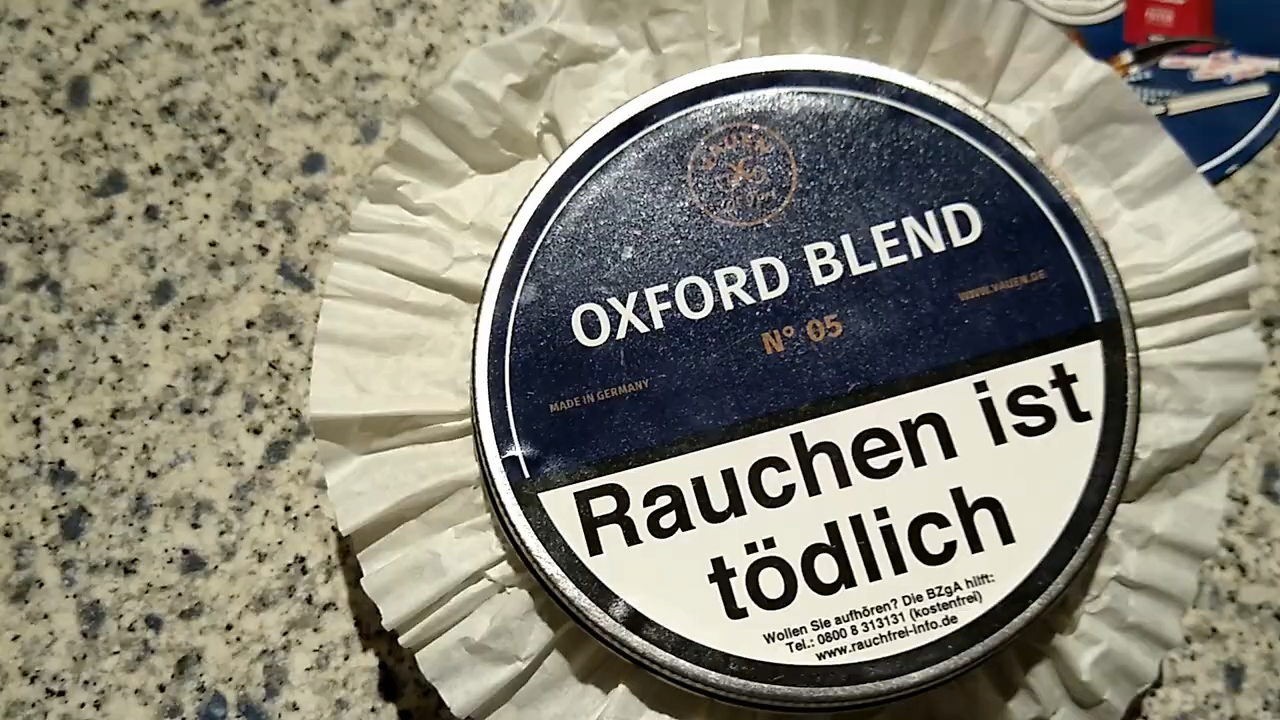 OXFORD BLEND
N° 05
WWW.VAUEN.DE
MADE IN GERMANY
Rauchen ist
tödlich
Wollen Sie aufhören? Die BZgA hilft:
Tel.: 0800 8 313131 (kostenfrei)
www.rauchfrei-info.de